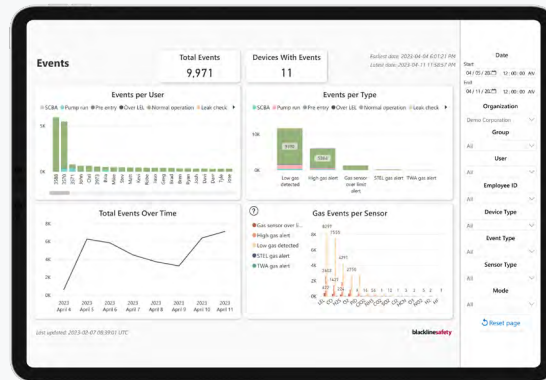 Events
Total Events
9,971
Devices With Events
11
Earliest date: 2023-04-04 6:01:21 PM
Latest date: 2023-04-11 11:58:57 AM
Events per User
SCBA Pump run Pre entry Over LEL Normal operation Leak check
5K
0K
Events per Type
SCBA Pump run Pre entry Over LEL Normal operation Leak check
10K
5K
0K
Low gas detected
High gas alert
Gas sensor over limit alert
STEL gas alert
TWA gas alert
Total Events Over Time
8K
6K
4K
2K
0K
2023 April 4
2023 April 5
2023 April 6
2023 April 7
2023 April 8
2023 April 9
2023 April 10
2023 April 11
?
Gas Events per Sensor
Gas sensor over li...
High gas alert
Low gas detected
STEL gas alert
TWA gas alert
8K
6K
4K
2K
0K
Last updated: 2023-02-07 08:39:01 UTC
blacklinesafety
Date
Start
12:00:00 AM
End
12:00:00 AM
Organization
Demo Corporation
Group
All
User
All
Employee ID
All
Device Type
All
Event Type
All
Sensor Type
All
Mode
All
Reset page